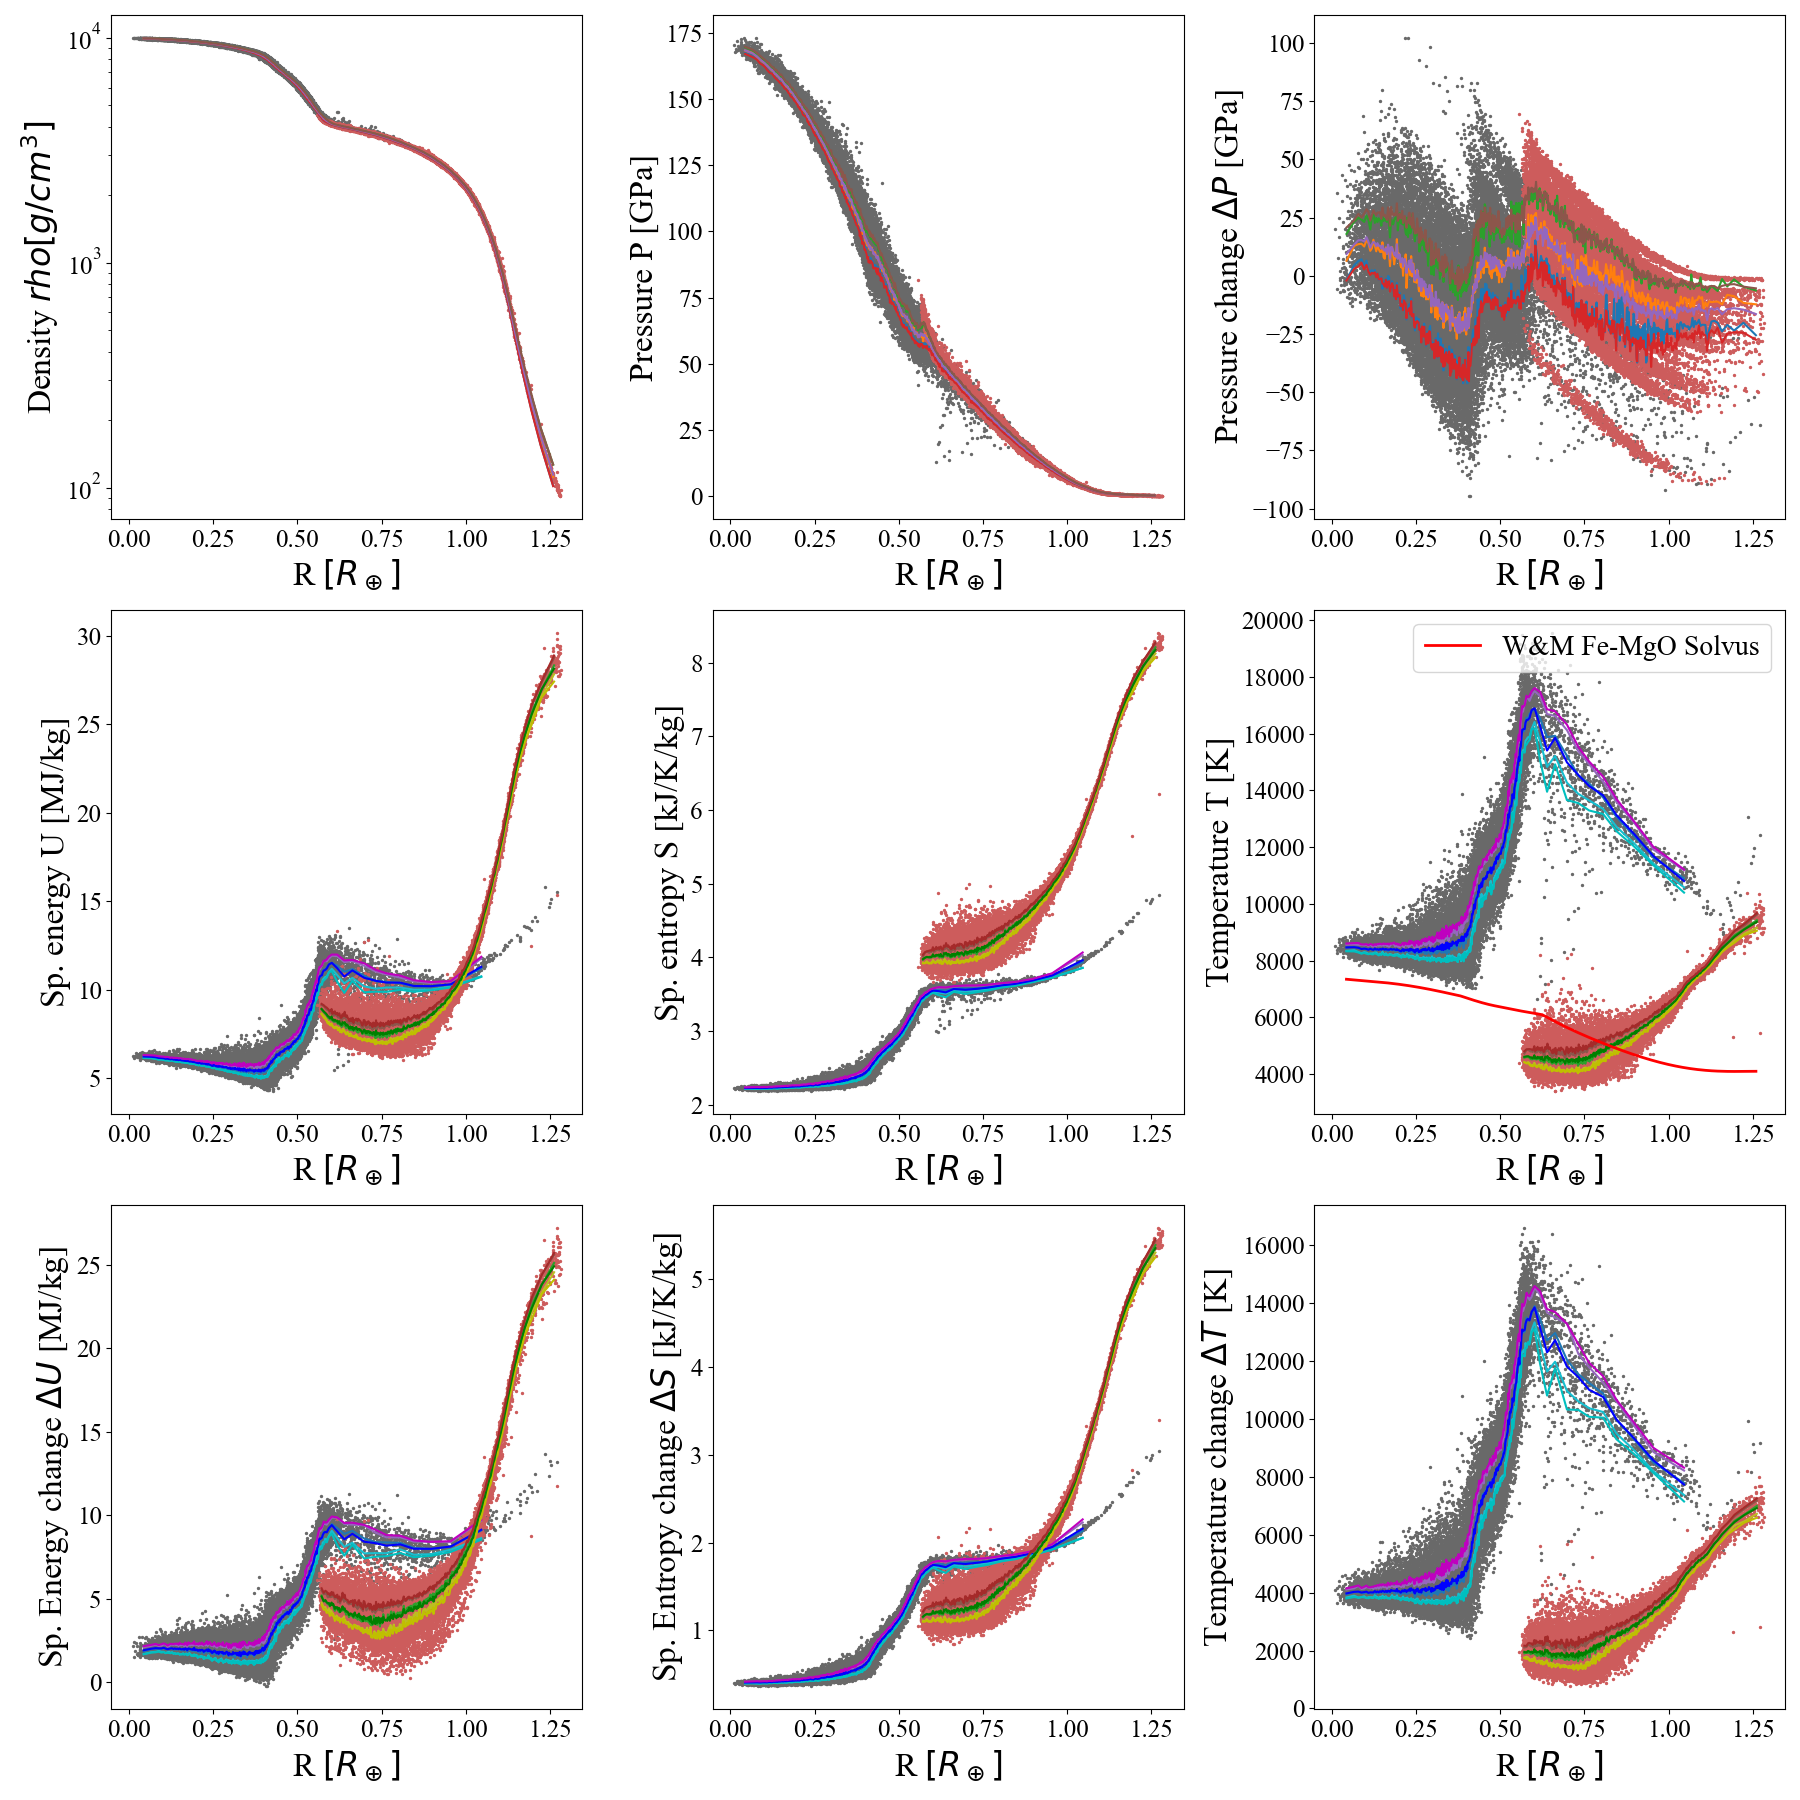 Density rho[g/cm³]
10⁴
10³
10²
0.00 0.25 0.50 0.75 1.00 1.25
R [R⊕]
Pressure P [GPa]
175
150
125
100
75
50
25
0
0.00 0.25 0.50 0.75 1.00 1.25
R [R⊕]
Pressure change ΔP [GPa]
100
75
50
25
0
−25
−50
−75
−100
0.00 0.25 0.50 0.75 1.00 1.25
R [R⊕]
Sp. energy U [MJ/kg]
30
25
20
15
10
5
0.00 0.25 0.50 0.75 1.00 1.25
R [R⊕]
Sp. entropy S [kJ/K/kg]
8
7
6
5
4
3
2
0.00 0.25 0.50 0.75 1.00 1.25
R [R⊕]
Temperature T [K]
20000
18000
16000
14000
12000
10000
8000
6000
4000
W&M Fe-MgO Solvus
0.00 0.25 0.50 0.75 1.00 1.25
R [R⊕]
Sp. Energy change ΔU [MJ/kg]
25
20
15
10
5
0
0.00 0.25 0.50 0.75 1.00 1.25
R [R⊕]
Sp. Entropy change ΔS [kJ/K/kg]
5
4
3
2
1
0.00 0.25 0.50 0.75 1.00 1.25
R [R⊕]
Temperature change ΔT [K]
16000
14000
12000
10000
8000
6000
4000
2000
0
0.00 0.25 0.50 0.75 1.00 1.25
R [R⊕]